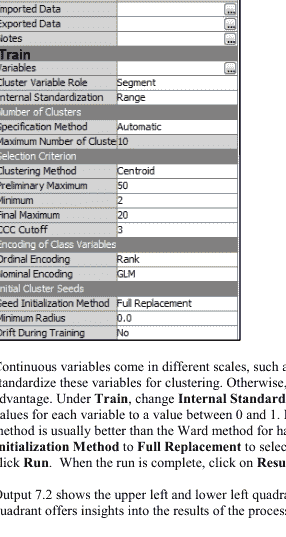 Imported Data ...
Exported Data ...
Notes ...
Train
Variables ...
Cluster Variable Role Segment
Internal Standardization Range
Number of Clusters
Specification Method Automatic
Maximum Number of Cluste 10
Selection Criterion
Clustering Method Centroid
Preliminary Maximum 50
Minimum 2
Final Maximum 20
CCC Cutoff 3
Encoding of Class Variables
Ordinal Encoding Rank
Nominal Encoding GLM
Initial Cluster Seeds
Seed Initialization Method Full Replacement
Minimum Radius 0.0
Drift During Training No
Continuous variables come in different scales, such a
standardize these variables for clustering. Otherwise,
advantage. Under Train, change Internal Standard
values for each variable to a value between 0 and 1.
method is usually better than the Ward method for ha
Initialization Method to Full Replacement to selec
click Run. When the run is complete, click on Resu
Output 7.2 shows the upper left and lower left quadra
quadrant offers insights into the results of the proces